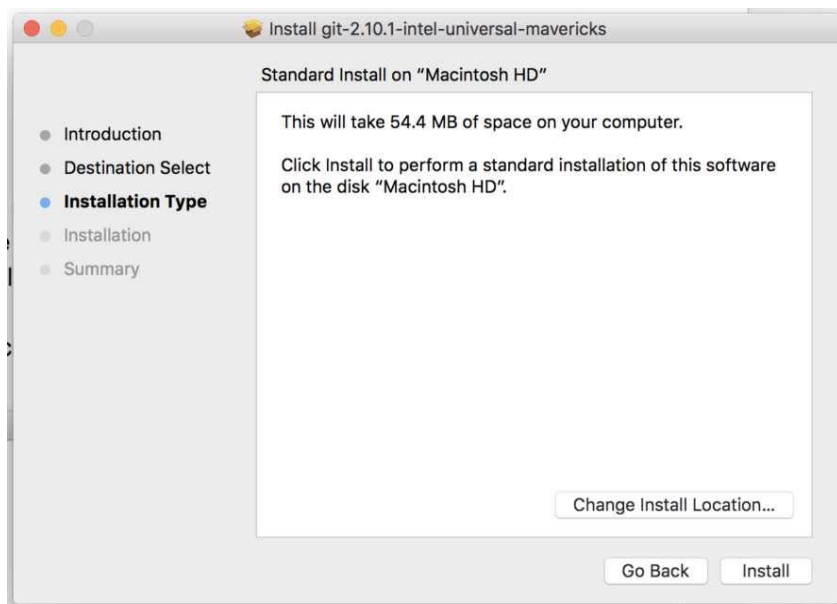 Install git-2.10.1-intel-universal-mavericks
Standard Install on “Macintosh HD”
Introduction
Destination Select
Installation Type
Installation
Summary
This will take 54.4 MB of space on your computer.
Click Install to perform a standard installation of this software
on the disk “Macintosh HD”.
Change Install Location...
Go Back
Install